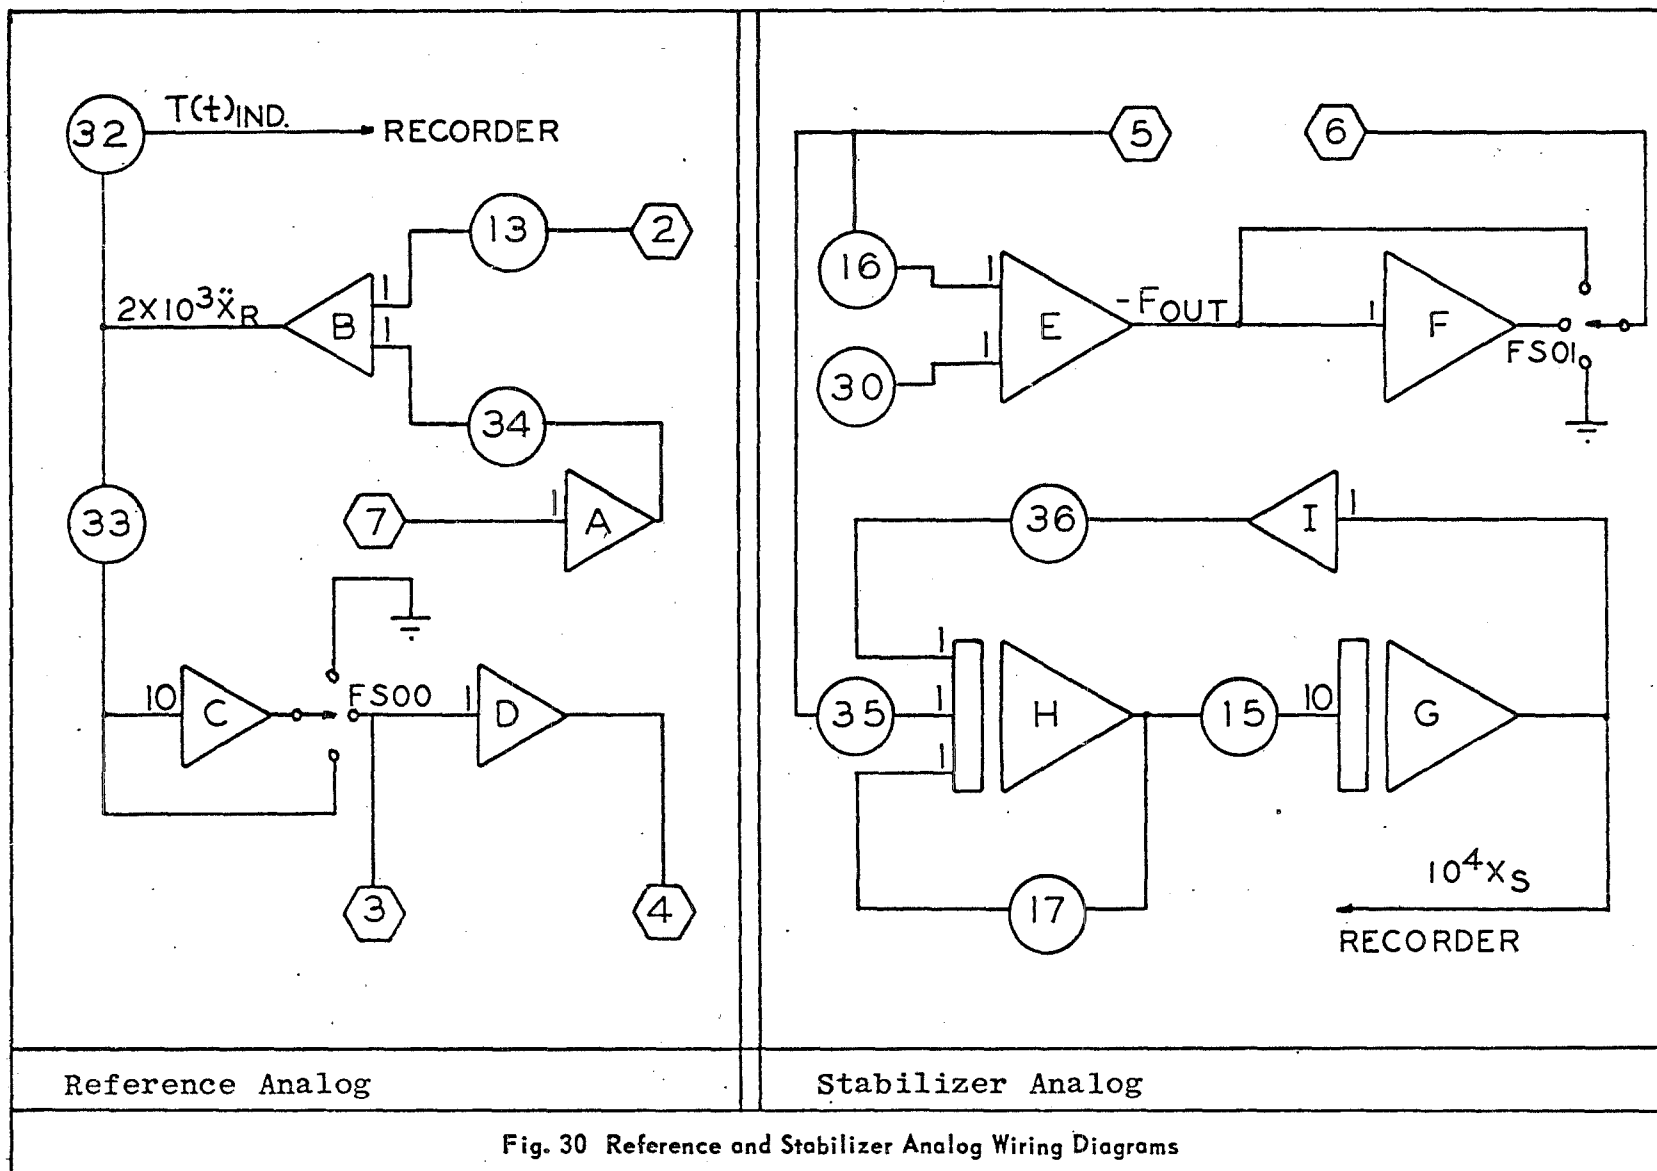 32
T(t)IND.
RECORDER
13
2
1
2X10³ẌR
B
1
34
33
7
1
A
10
C
FS00
1
D
3
4
5
6
16
1
E
-FOUT
1
F
FS01
1
30
36
I
1
1
35
1
H
15
10
G
1
17
10⁴XS
RECORDER
Reference Analog
Stabilizer Analog
Fig. 30 Reference and Stabilizer Analog Wiring Diagrams